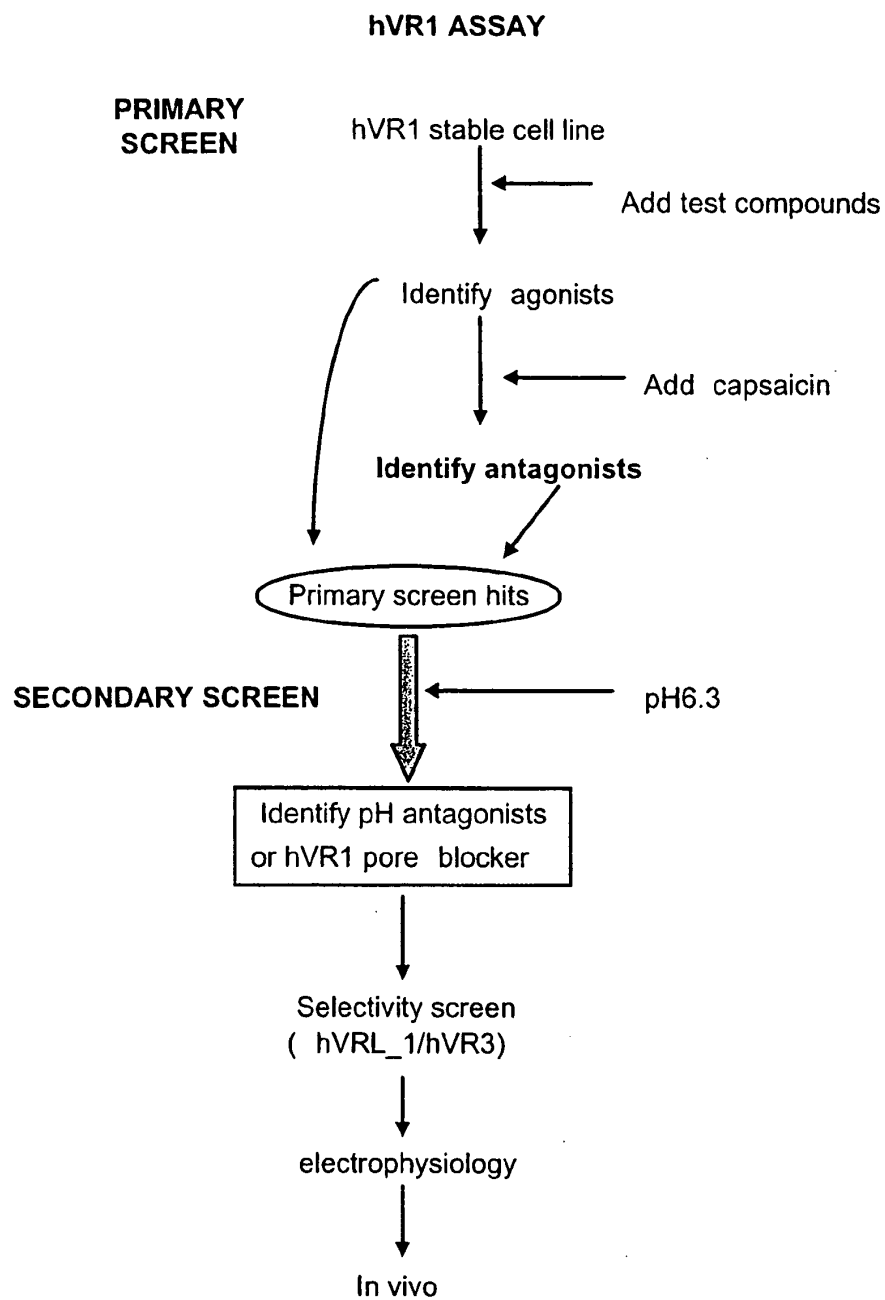 hVR1 ASSAY
PRIMARY
SCREEN
hVR1 stable cell line
Add test compounds
Identify agonists
Add capsaicin
Identify antagonists
Primary screen hits
SECONDARY SCREEN
pH6.3
Identify pH antagonists
or hVR1 pore blocker
Selectivity screen
( hVRL_1/hVR3)
electrophysiology
In vivo